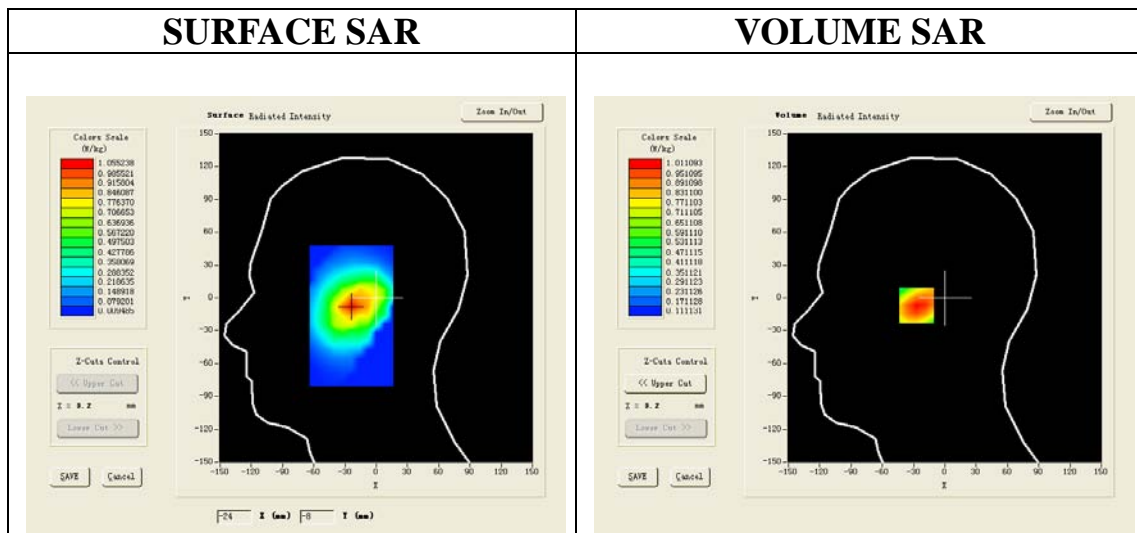 SURFACE SAR
VOLUME SAR
Surface Radiated Intensity
Zoom In/Out
Colors Scale
(W/kg)
1.055238
0.985521
0.915804
0.846087
0.776370
0.706653
0.636936
0.567220
0.497503
0.427786
0.358069
0.288352
0.218635
0.148918
0.079201
0.009485
150
120
90
60
30
0
-30
-60
-90
-120
-150
Y
-150 -120 -90 -60 -30 0 30 60 90 120 150
X
Z-Cuts Control
<< Upper Cut
mm
Lower Cut >>
SAVE
Cancel
-24 X (mm) -8 Y (mm)
Volume Radiated Intensity
Zoom In/Out
Colors Scale
(W/kg)
1.011093
0.951095
0.891098
0.831100
0.771103
0.711105
0.651108
0.591110
0.531113
0.471115
0.411118
0.351121
0.291123
0.231126
0.171128
0.111131
150
120
90
60
30
0
-30
-60
-90
-120
-150
Y
-150 -120 -90 -60 -30 0 30 60 90 120 150
X
Z-Cuts Control
<< Upper Cut
mm
Lower Cut >>
SAVE
Cancel